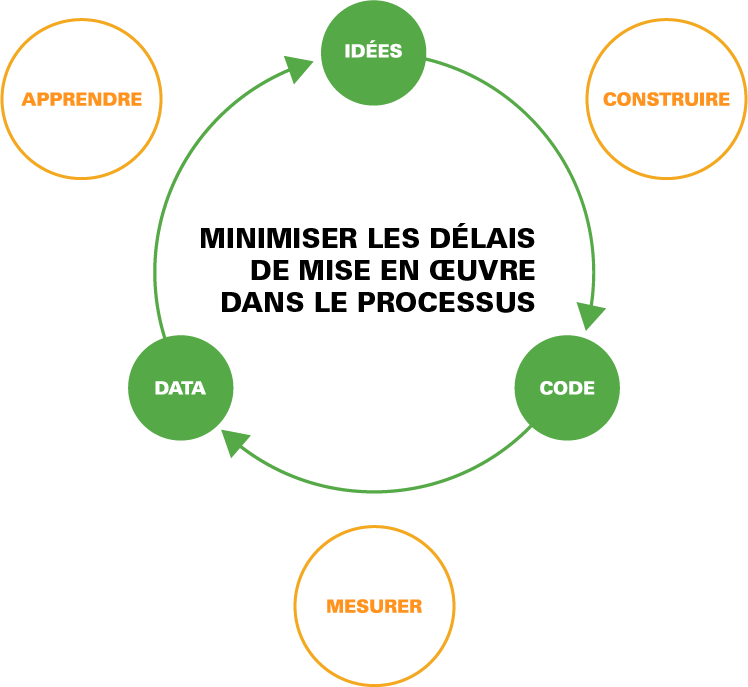 IDÉES
APPRENDRE
CONSTRUIRE
MINIMISER LES DÉLAIS
DE MISE EN ŒUVRE
DANS LE PROCESSUS
DATA
CODE
MESURER